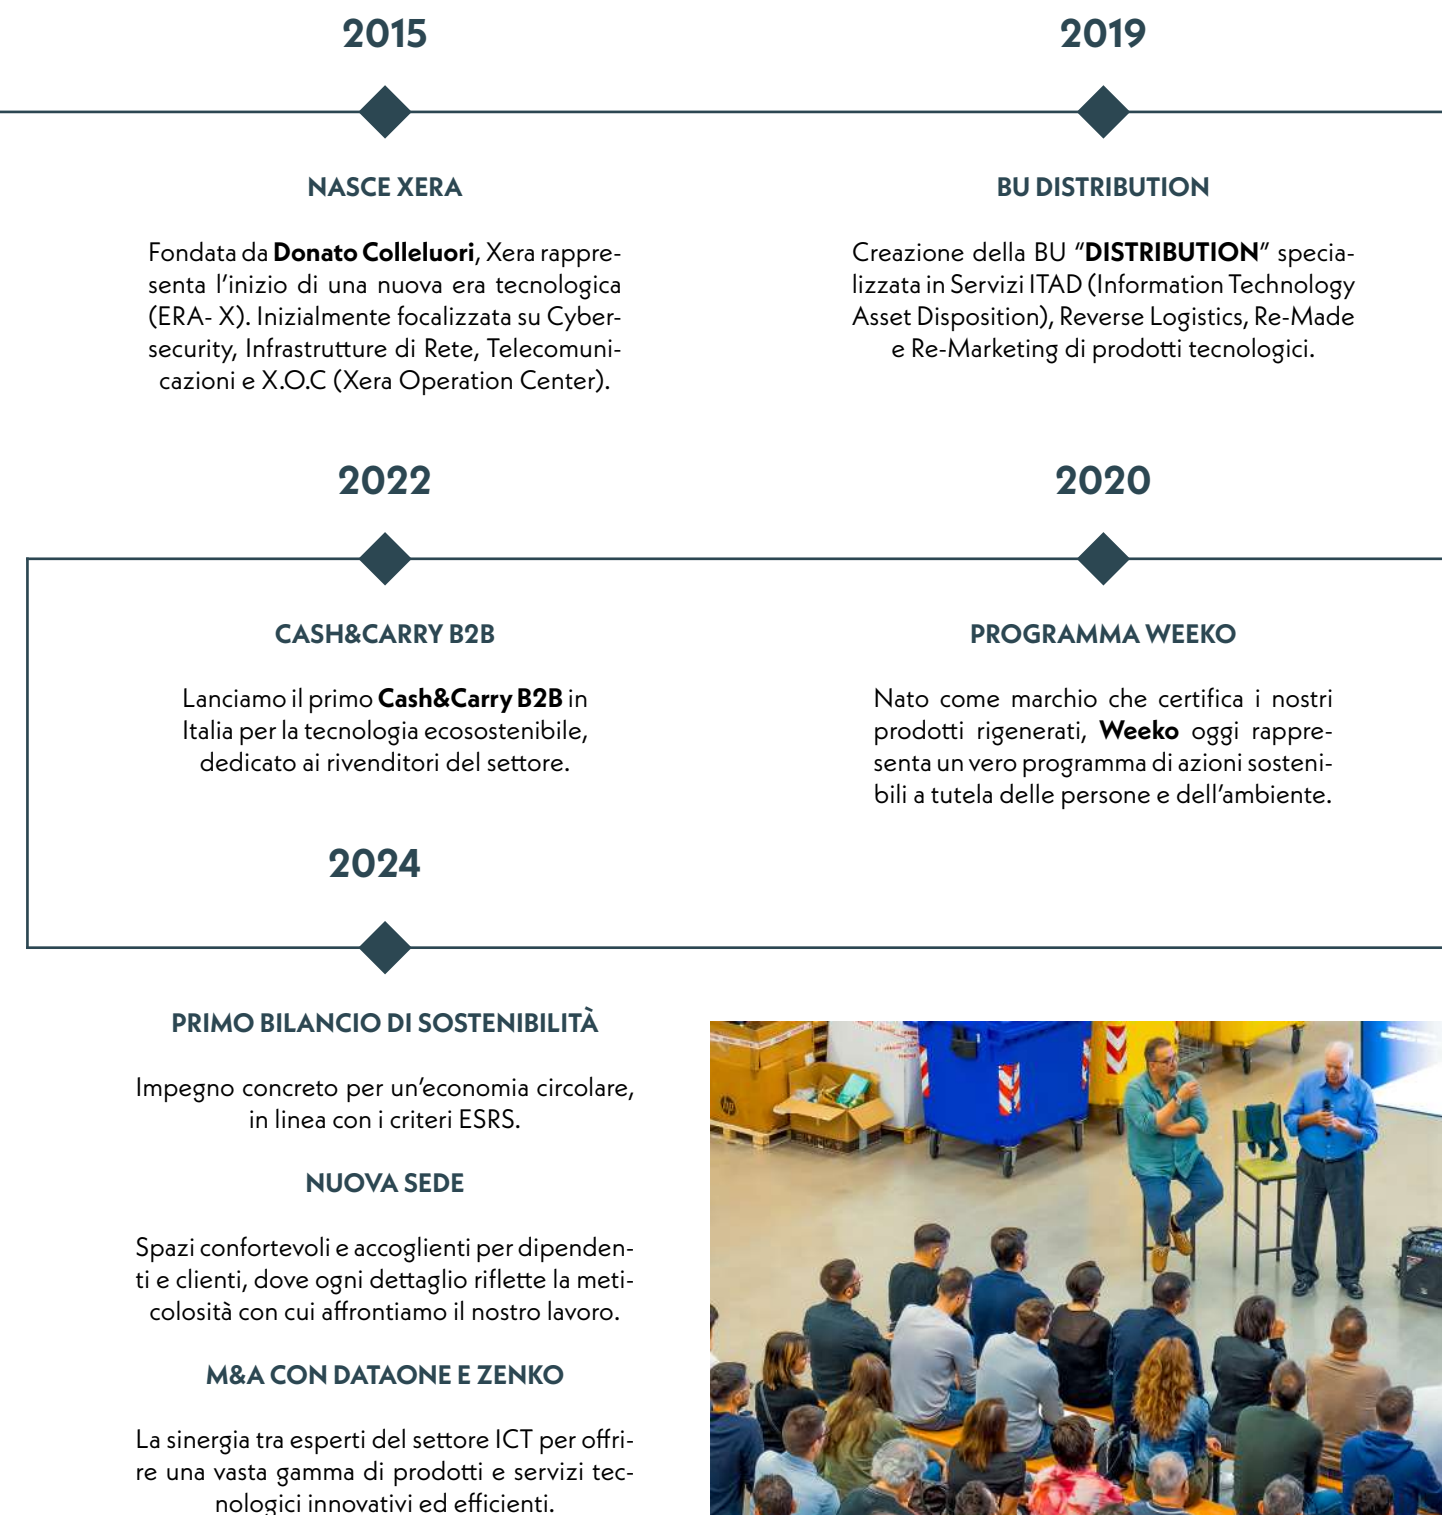 2015
NASCE XERA
Fondata da Donato Colleluori, Xera rappre-
senta l'inizio di una nuova era tecnologica
(ERA- X). Inizialmente focalizzata su Cyber-
security, Infrastrutture di Rete, Telecomuni-
cazioni e X.O.C (Xera Operation Center).
2019
BU DISTRIBUTION
Creazione della BU "DISTRIBUTION" specia-
lizzata in Servizi ITAD (Information Technology
Asset Disposition), Reverse Logistics, Re-Made
e Re-Marketing di prodotti tecnologici.
2020
PROGRAMMA WEEKO
Nato come marchio che certifica i nostri
prodotti rigenerati, Weeko oggi rappre-
senta un vero programma di azioni sosteni-
bili a tutela delle persone e dell'ambiente.
2022
CASH&CARRY B2B
Lanciamo il primo Cash&Carry B2B in
Italia per la tecnologia ecosostenibile,
dedicato ai rivenditori del settore.
2024
PRIMO BILANCIO DI SOSTENIBILITÀ
Impegno concreto per un'economia circolare,
in linea con i criteri ESRS.
NUOVA SEDE
Spazi confortevoli e accoglienti per dipenden-
ti e clienti, dove ogni dettaglio riflette la meti-
colosità con cui affrontiamo il nostro lavoro.
M&A CON DATAONE E ZENKO
La sinergia tra esperti del settore ICT per offri-
re una vasta gamma di prodotti e servizi tec-
nologici innovativi ed efficienti.
hp